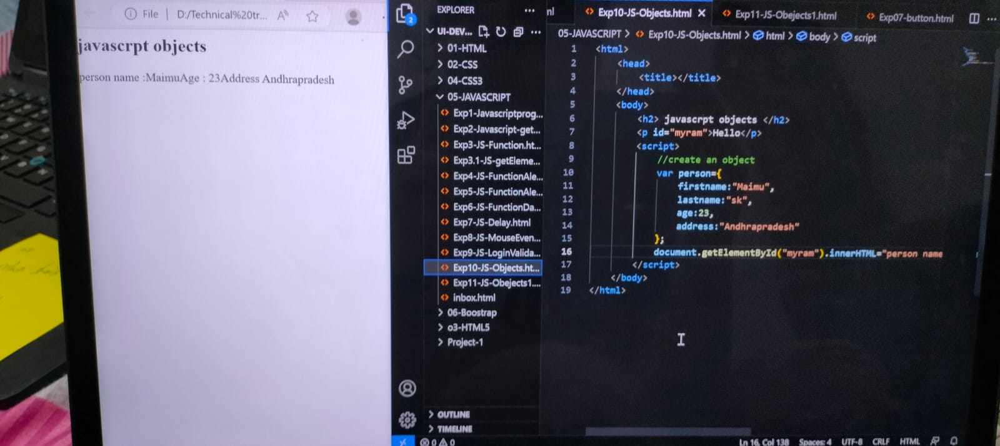 File | D:/Technical%20tr...
javascrpt objects
person name :MaimuAge : 23Address Andhrapradesh
2
EXPLORER
UI-DEV...
01-HTML
02-CSS
04-CSS3
05-JAVASCRIPT
Exp1-Javascriptprog...
Exp2-Javascript-get...
Exp3-JS-Function.ht...
Exp3.1-JS-getEleme...
Exp4-JS-FunctionAle...
Exp5-JS-FunctionAle...
Exp6-JS-FunctionDa...
Exp7-JS-Delay.html
Exp8-JS-MouseEven...
Exp9-JS-LoginValida...
Exp10-JS-Objects.ht...
Exp11-JS-Obejects1....
inbox.html
06-Boostrap
o3-HTML5
Project-1
OUTLINE
TIMELINE
Exp10-JS-Objects.html Exp11-JS-Obejects1.html Exp07-button.html
05-JAVASCRIPT > Exp10-JS-Objects.html > html > body > script
1 <html>
2 <head>
3 <title></title>
4 </head>
5 <body>
6 <h2> javascrpt objects </h2>
7 <p id="myram">Hello</p>
8 <script>
9 //create an object
10 var person={
11 firstname:"Maimu",
12 lastname:"sk",
13 age:23,
14 address:"Andhrapradesh"
15 };
16 document.getElementById("myram").innerHTML="person name
17 </script>
18 </body>
19 </html>
0 0 Ln 16, Col 138 Spaces: 4 UTF-8 CRLF HTML